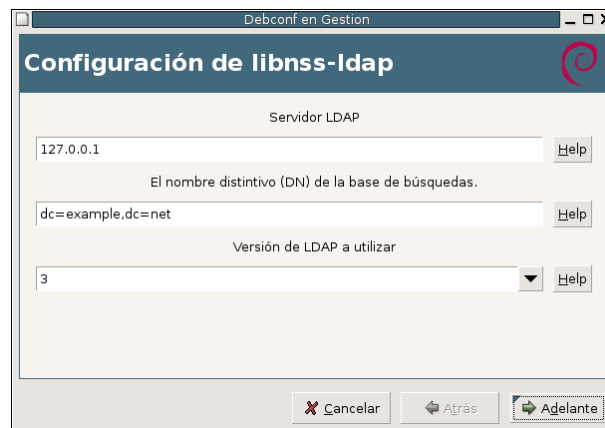 Debconf en Gestion
Configuración de libnss-ldap
Servidor LDAP
127.0.0.1
Help
El nombre distintivo (DN) de la base de búsquedas.
dc=example,dc=net
Help
Versión de LDAP a utilizar
3
Help
Cancelar
Atrás
Adelante